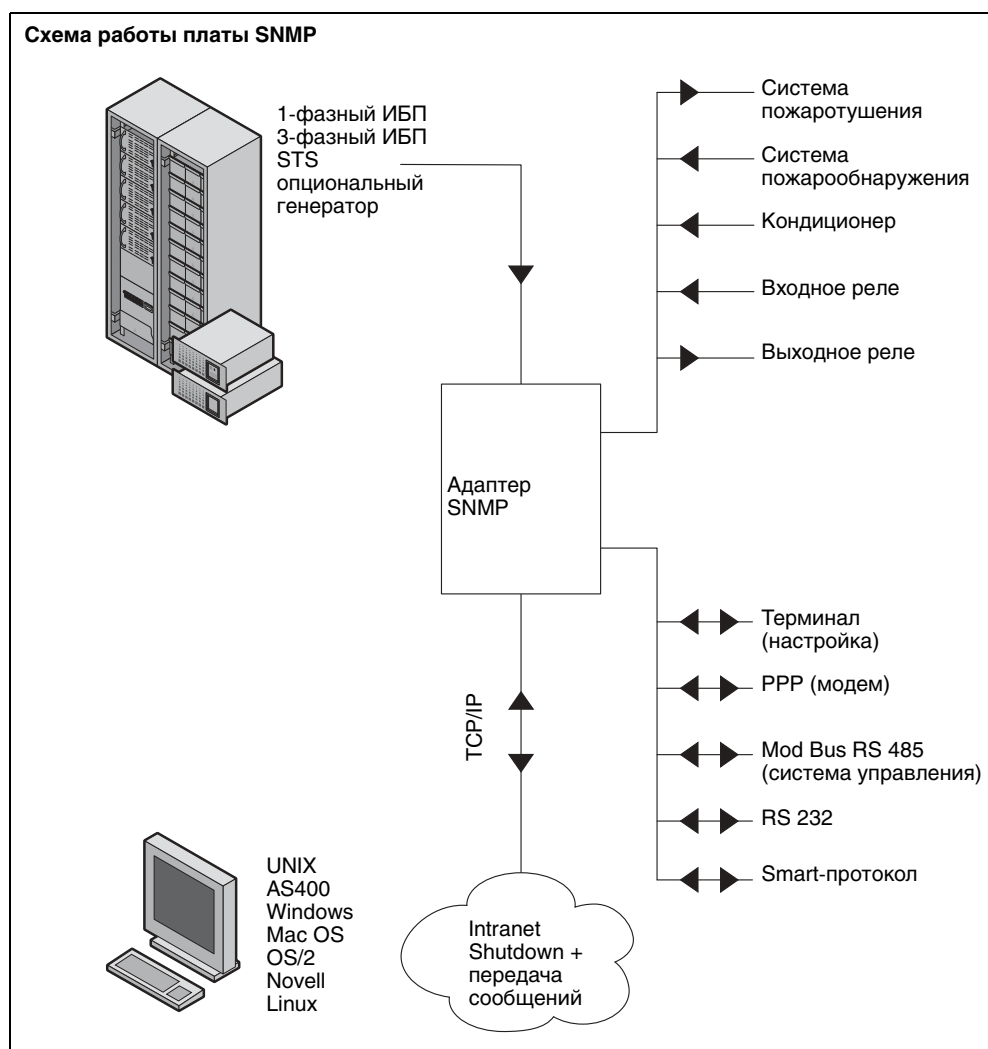 Схема работы платы SNMP
1-фазный ИБП
3-фазный ИБП
STS
опциональный
генератор
Система
пожаротушения
Система
пожарообнаружения
Кондиционер
Входное реле
Выходное реле
Адаптер
SNMP
Терминал
(настройка)
PPP (модем)
Mod Bus RS 485
(система управления)
RS 232
Smart-протокол
TCP/IP
UNIX
AS400
Windows
Mac OS
OS/2
Novell
Linux
Intranet
Shutdown +
передача
сообщений